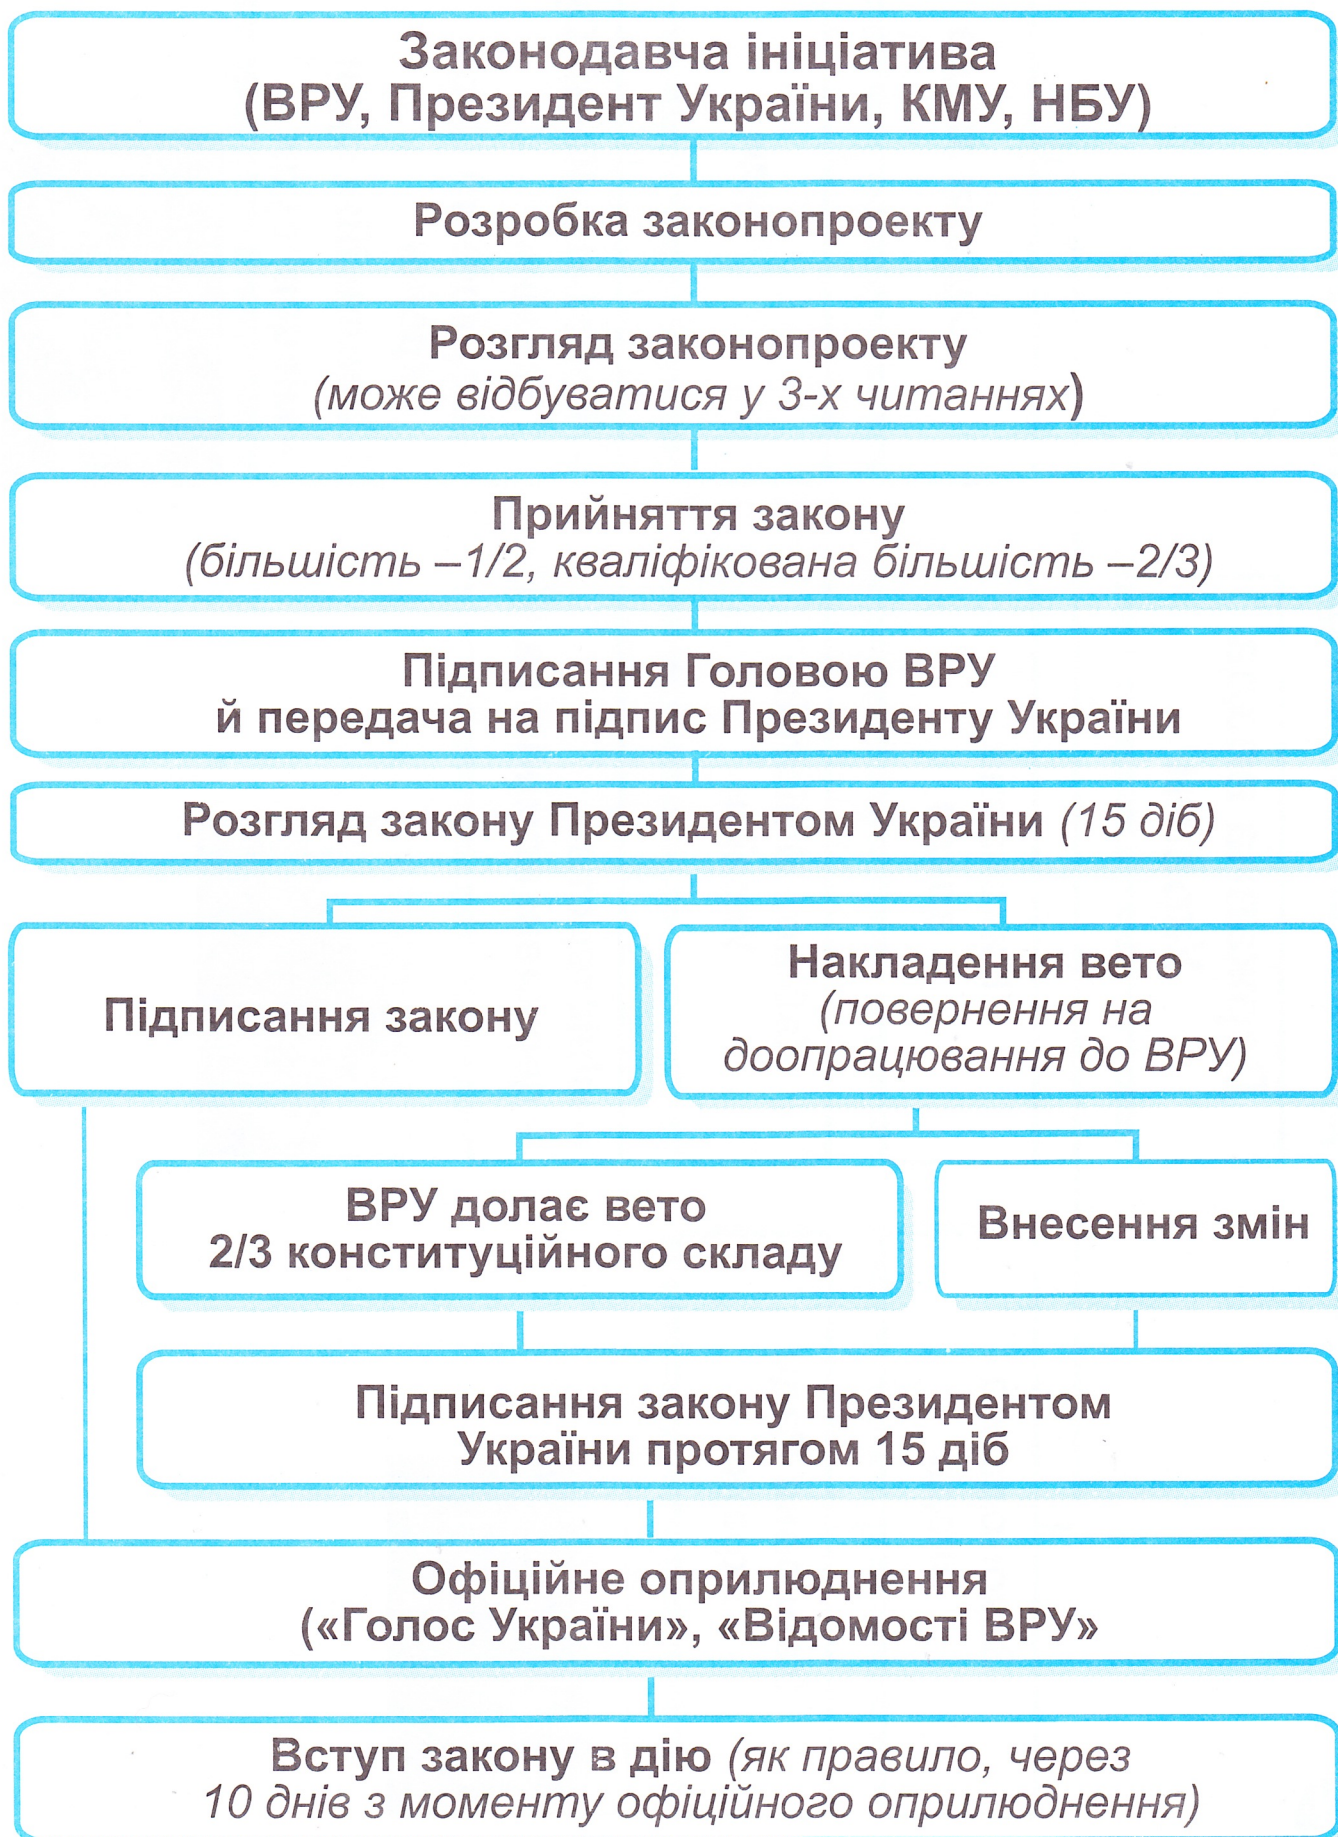 Законодавча ініціатива
(ВРУ, Президент України, КМУ, НБУ)
Розробка законопроекту
Розгляд законопроекту
(може відбуватися у 3-х читаннях)
Прийняття закону
(більшість –1/2, кваліфікована більшість –2/3)
Підписання Головою ВРУ
й передача на підпис Президенту України
Розгляд закону Президентом України (15 діб)
Підписання закону
Накладення вето
(повернення на
доопрацювання до ВРУ)
ВРУ долає вето
2/3 конституційного складу
Внесення змін
Підписання закону Президентом
України протягом 15 діб
Офіційне оприлюднення
(«Голос України», «Відомості ВРУ»
Вступ закону в дію (як правило, через
10 днів з моменту офіційного оприлюднення)